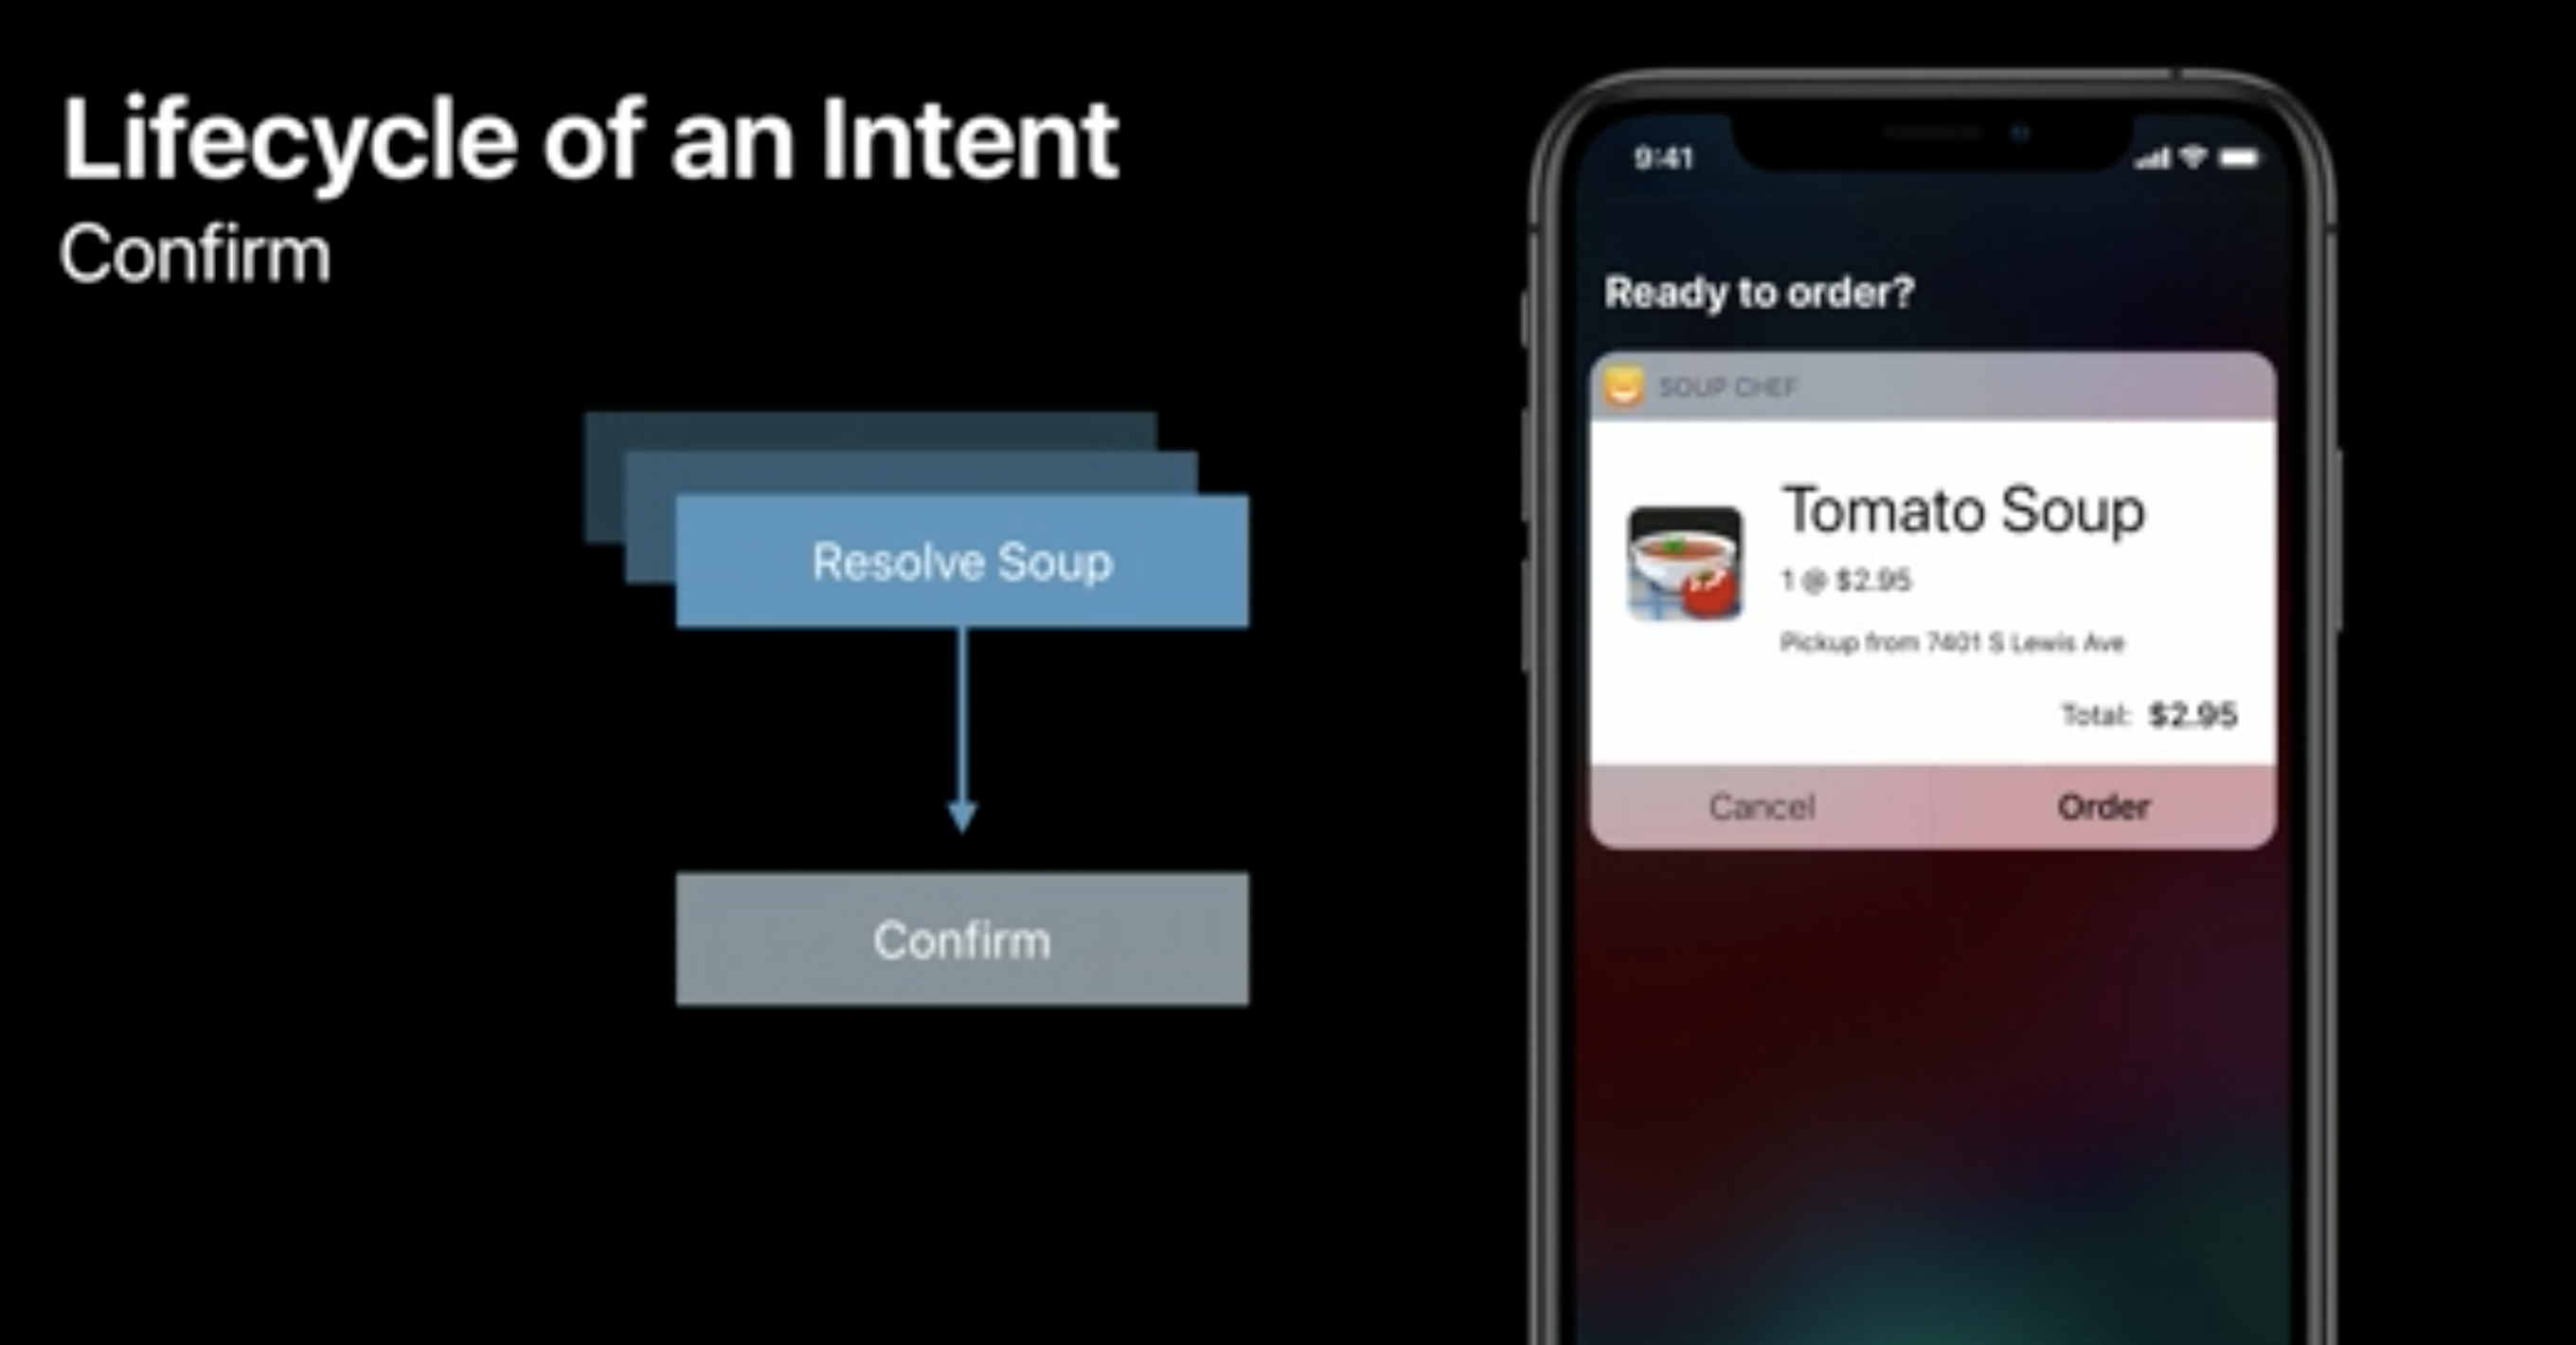 Lifecycle of an Intent
Confirm
Resolve Soup
Confirm
9:41
Ready to order?
SOUP CHEF
Tomato Soup
1 @ $2.95
Pickup from 7401 S Lewis Ave
Total: $2.95
Cancel
Order